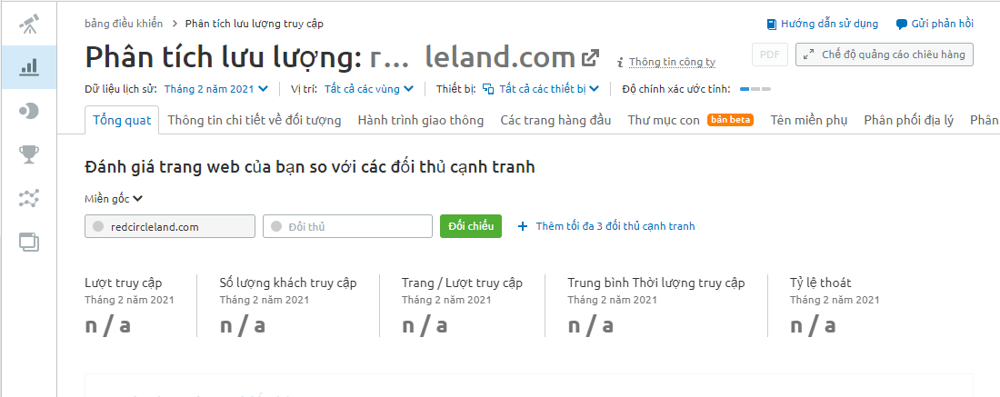 bảng điều khiển > Phân tích lưu lượng truy cập
Hướng dẫn sử dụng
Gửi phản hồi
Phân tích lưu lượng: r... leland.com
Thông tin công ty
PDF
Chế độ quảng cáo chiêu hàng
Dữ liệu lịch sử: Tháng 2 năm 2021
Vị trí: Tất cả các vùng
Thiết bị: Tất cả các thiết bị
Độ chính xác ước tính:
Tổng quat
Thông tin chi tiết về đối tượng
Hành trình giao thông
Các trang hàng đầu
Thư mục con
bản beta
Tên miền phụ
Phân phối địa lý
Phân
Đánh giá trang web của bạn so với các đối thủ cạnh tranh
Miền gốc
redcircleland.com
Đối thủ
Đối chiếu
+ Thêm tối đa 3 đối thủ cạnh tranh
Lượt truy cập
Tháng 2 năm 2021
n / a
Số lượng khách truy cập
Tháng 2 năm 2021
n / a
Trang / Lượt truy cập
Tháng 2 năm 2021
n / a
Trung bình Thời lượng truy cập
Tháng 2 năm 2021
n / a
Tỷ lệ thoát
Tháng 2 năm 2021
n / a